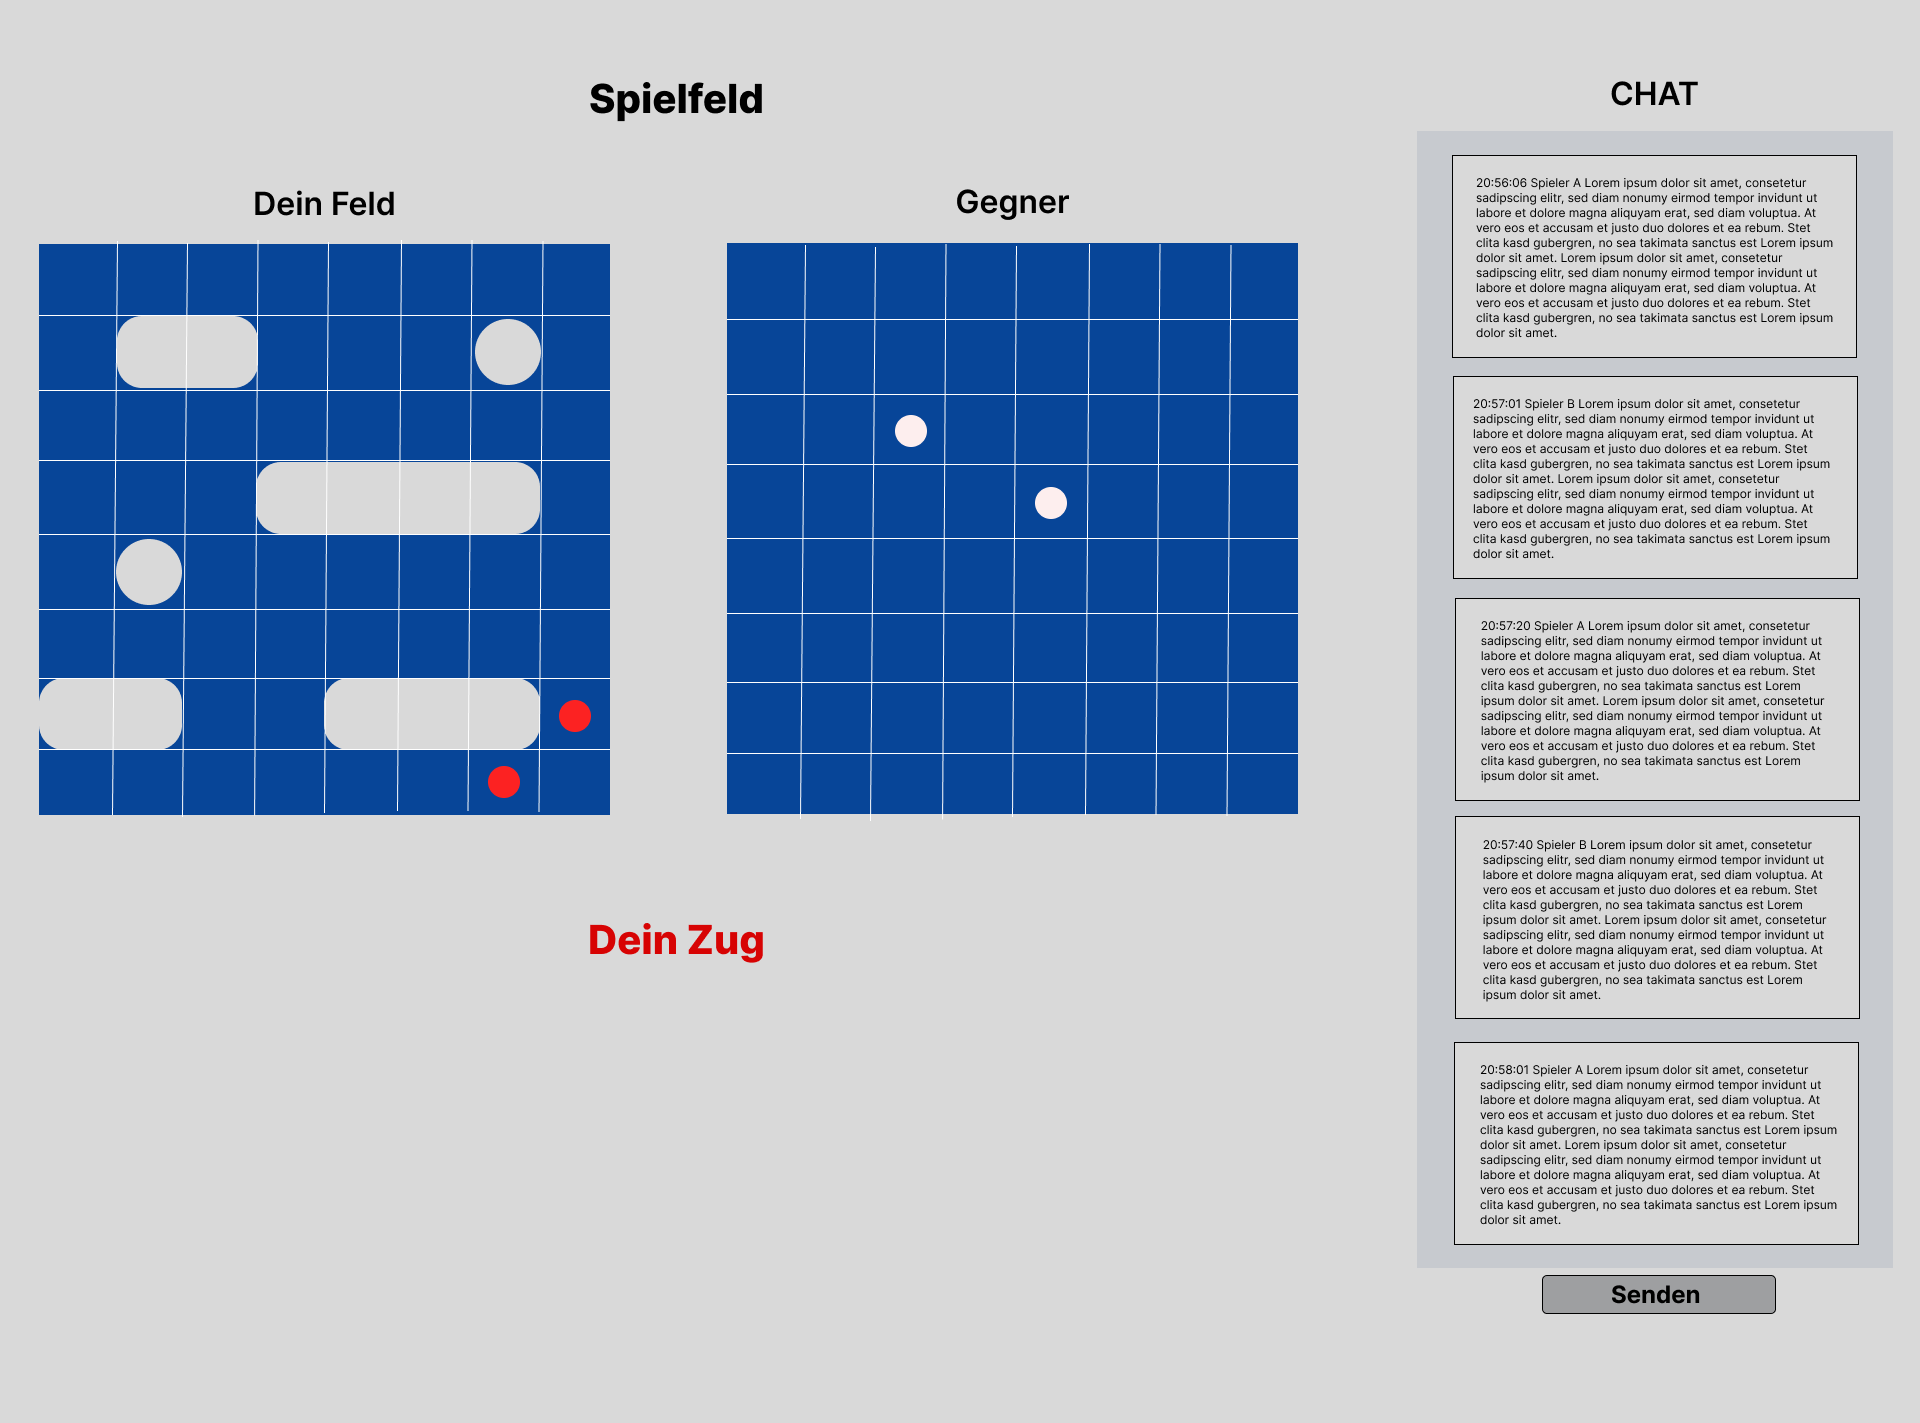 Spielfeld
Dein Feld
Gegner
Dein Zug
CHAT
20:56:06 Spieler A Lorem ipsum dolor sit amet, consetetur
sadipscing elitr, sed diam nonumy eirmod tempor invidunt ut
labore et dolore magna aliquyam erat, sed diam voluptua. At
vero eos et accusam et justo duo dolores et ea rebum. Stet
clita kasd gubergren, no sea takimata sanctus est Lorem ipsum
dolor sit amet. Lorem ipsum dolor sit amet, consetetur
sadipscing elitr, sed diam nonumy eirmod tempor invidunt ut
labore et dolore magna aliquyam erat, sed diam voluptua. At
vero eos et accusam et justo duo dolores et ea rebum. Stet
clita kasd gubergren, no sea takimata sanctus est Lorem ipsum
dolor sit amet.
20:57:01 Spieler B Lorem ipsum dolor sit amet, consetetur
sadipscing elitr, sed diam nonumy eirmod tempor invidunt ut
labore et dolore magna aliquyam erat, sed diam voluptua. At
vero eos et accusam et justo duo dolores et ea rebum. Stet
clita kasd gubergren, no sea takimata sanctus est Lorem ipsum
dolor sit amet. Lorem ipsum dolor sit amet, consetetur
sadipscing elitr, sed diam nonumy eirmod tempor invidunt ut
labore et dolore magna aliquyam erat, sed diam voluptua. At
vero eos et accusam et justo duo dolores et ea rebum. Stet
clita kasd gubergren, no sea takimata sanctus est Lorem ipsum
dolor sit amet.
20:57:20 Spieler A Lorem ipsum dolor sit amet, consetetur
sadipscing elitr, sed diam nonumy eirmod tempor invidunt ut
labore et dolore magna aliquyam erat, sed diam voluptua. At
vero eos et accusam et justo duo dolores et ea rebum. Stet
clita kasd gubergren, no sea takimata sanctus est Lorem
ipsum dolor sit amet. Lorem ipsum dolor sit amet, consetetur
sadipscing elitr, sed diam nonumy eirmod tempor invidunt ut
labore et dolore magna aliquyam erat, sed diam voluptua. At
vero eos et accusam et justo duo dolores et ea rebum. Stet
clita kasd gubergren, no sea takimata sanctus est Lorem
ipsum dolor sit amet.
20:57:40 Spieler B Lorem ipsum dolor sit amet, consetetur
sadipscing elitr, sed diam nonumy eirmod tempor invidunt ut
labore et dolore magna aliquyam erat, sed diam voluptua. At
vero eos et accusam et justo duo dolores et ea rebum. Stet
clita kasd gubergren, no sea takimata sanctus est Lorem
ipsum dolor sit amet. Lorem ipsum dolor sit amet, consetetur
sadipscing elitr, sed diam nonumy eirmod tempor invidunt ut
labore et dolore magna aliquyam erat, sed diam voluptua. At
vero eos et accusam et justo duo dolores et ea rebum. Stet
clita kasd gubergren, no sea takimata sanctus est Lorem
ipsum dolor sit amet.
20:58:01 Spieler A Lorem ipsum dolor sit amet, consetetur
sadipscing elitr, sed diam nonumy eirmod tempor invidunt ut
labore et dolore magna aliquyam erat, sed diam voluptua. At
vero eos et accusam et justo duo dolores et ea rebum. Stet
clita kasd gubergren, no sea takimata sanctus est Lorem ipsum
dolor sit amet. Lorem ipsum dolor sit amet, consetetur
sadipscing elitr, sed diam nonumy eirmod tempor invidunt ut
labore et dolore magna aliquyam erat, sed diam voluptua. At
vero eos et accusam et justo duo dolores et ea rebum. Stet
clita kasd gubergren, no sea takimata sanctus est Lorem ipsum
dolor sit amet.
Senden